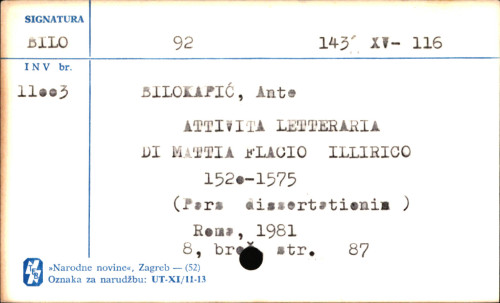 SIGNATURA
BILO 92 143 XV- 116
INV br.
11003
BILOKAPIĆ, Ante
ATTIVITA LETTERARIA
DI MATTIA FLACIO ILLIRICO
1520-1575
(Pars dissertationis )
Roma, 1981
8, broš str. 87
»Narodne novine«, Zagreb — (52)
Oznaka za narudžbu: UT-XI/11-13